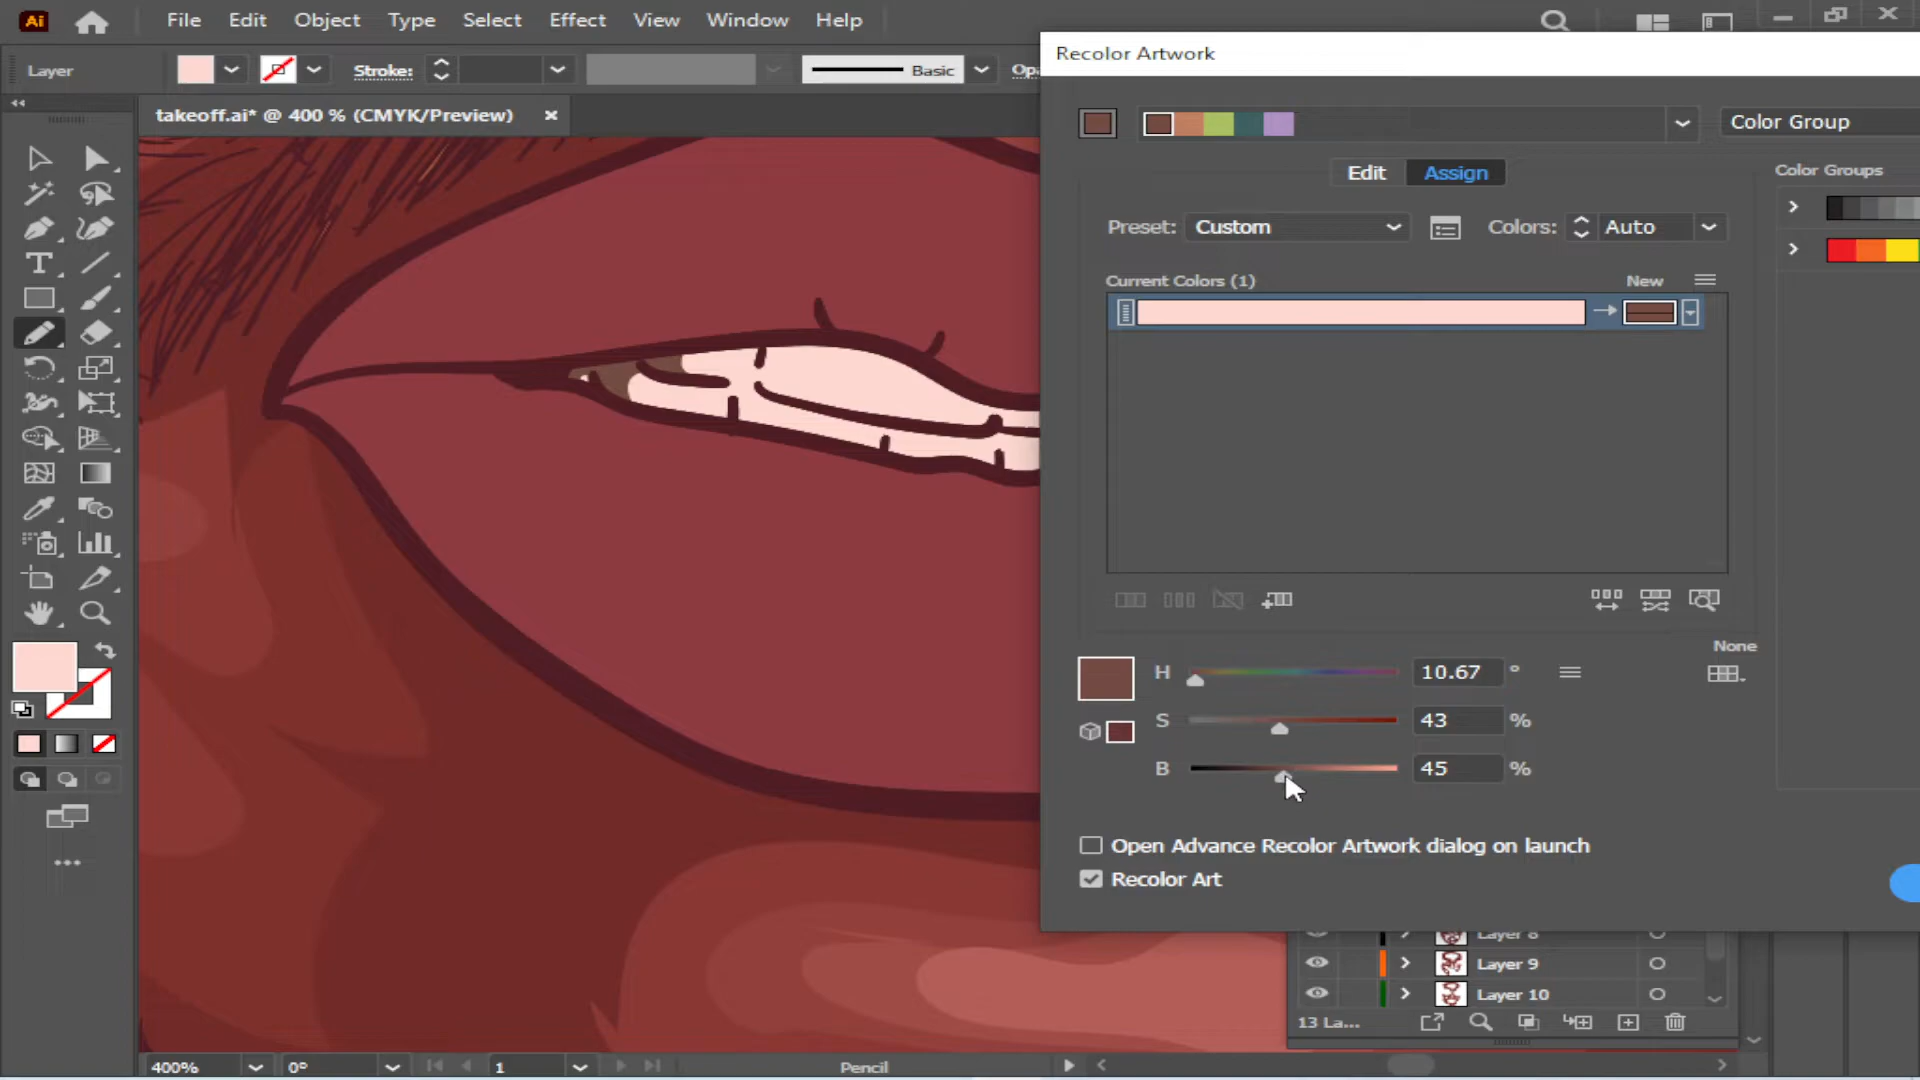 Ai File Edit Object Type Select Effect View Window Help
Recolor Artwork
Layer Stroke: Basic Opa
takeoff.ai* @ 400 % (CMYK/Preview)
Color Group
Edit Assign
Color Groups
Preset: Custom Colors: Auto
Current Colors (1) New
None
H 10.67 °
S 43 %
B 45 %
Open Advance Recolor Artwork dialog on launch
Recolor Art
Layer 8
Layer 9
Layer 10
13 La...
400% 0° 1 Pencil